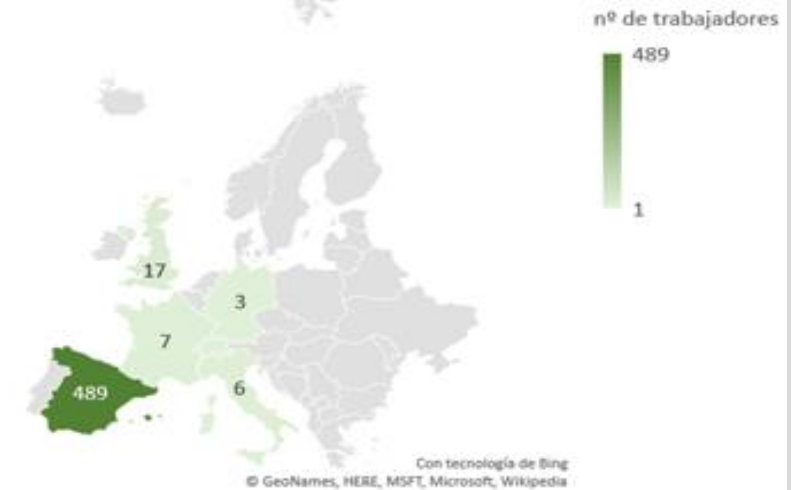 nº de trabajadores
489
1
17
3
7
6
489
Con tecnología de Bing
© GeoNames, HERE, MSFT, Microsoft, Wikipedia